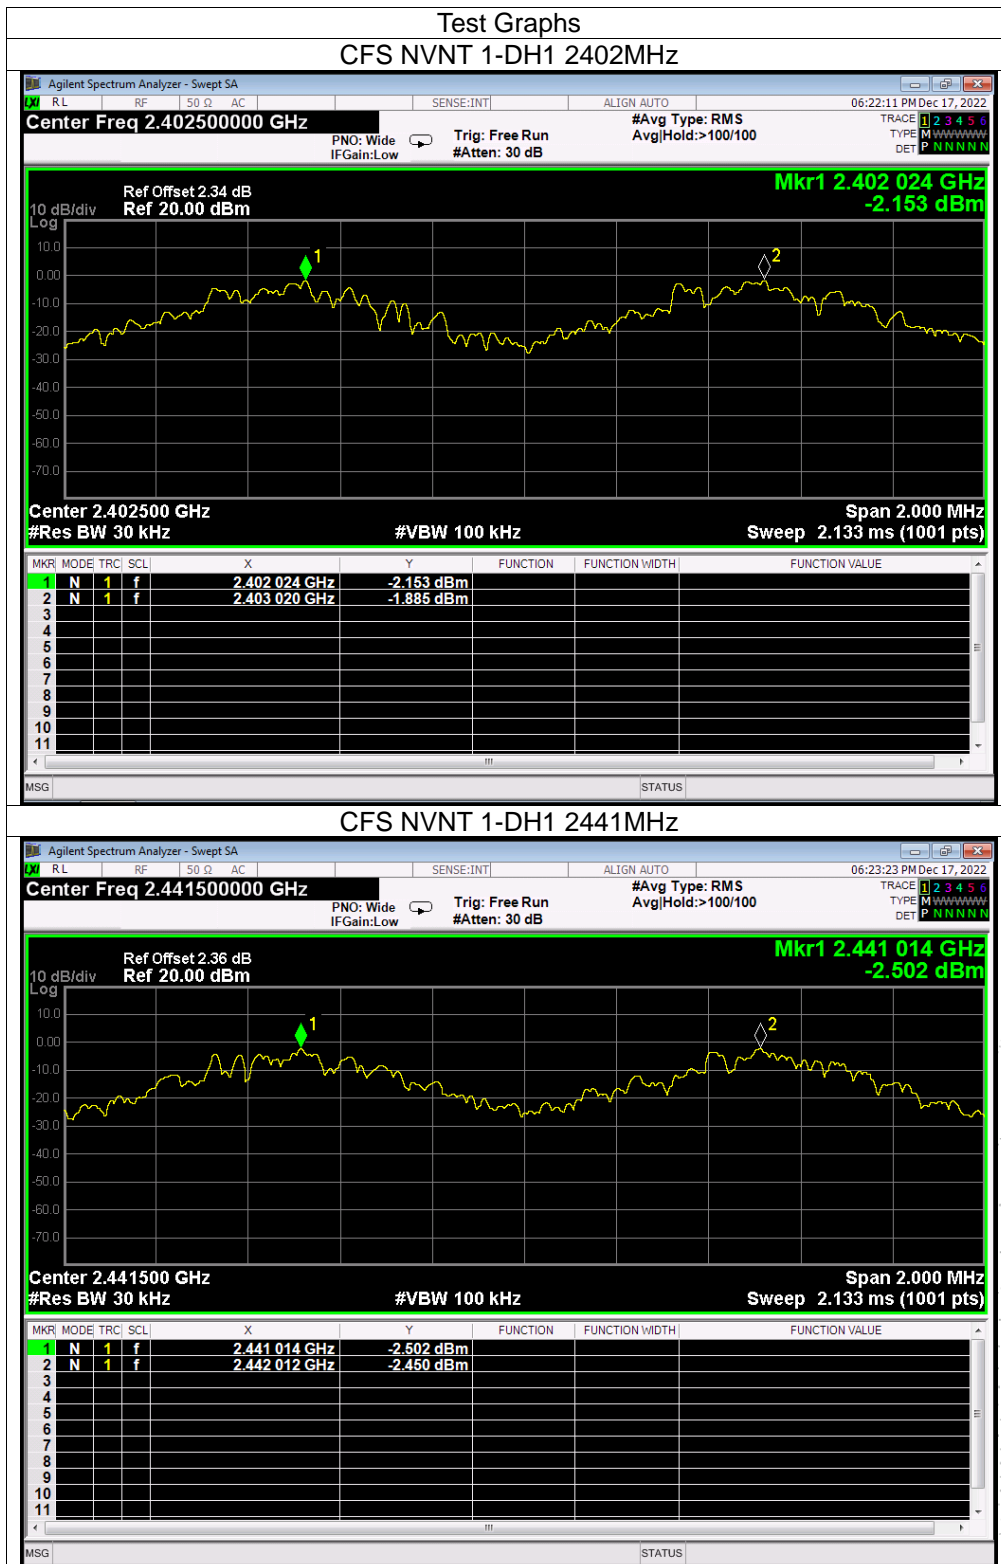 Test Graphs
CFS NVNT 1-DH1 2402MHz
Agilent Spectrum Analyzer - Swept SA
LXI RL RF 50 Ω AC SENSE:INT ALIGN AUTO 06:22:11 PM Dec 17, 2022
Center Freq 2.402500000 GHz #Avg Type: RMS TRACE 1 2 3 4 5 6
PNO: Wide Trig: Free Run Avg|Hold:>100/100 TYPE M WWWWW
IFGain:Low #Atten: 30 dB DET P N N N N N
Mkr1 2.402 024 GHz
Ref Offset 2.34 dB -2.153 dBm
10 dB/div Ref 20.00 dBm
Log
10.0
1
2
0.00
-10.0
-20.0
-30.0
-40.0
-50.0
-60.0
-70.0
Center 2.402500 GHz Span 2.000 MHz
#Res BW 30 kHz #VBW 100 kHz Sweep 2.133 ms (1001 pts)
MKR MODE TRC SCL X Y FUNCTION FUNCTION WIDTH FUNCTION VALUE
1 N 1 f 2.402 024 GHz -2.153 dBm
2 N 1 f 2.403 020 GHz -1.885 dBm
3
4
5
6
7
8
9
10
11
MSG STATUS
CFS NVNT 1-DH1 2441MHz
Agilent Spectrum Analyzer - Swept SA
LXI RL RF 50 Ω AC SENSE:INT ALIGN AUTO 06:23:23 PM Dec 17, 2022
Center Freq 2.441500000 GHz #Avg Type: RMS TRACE 1 2 3 4 5 6
PNO: Wide Trig: Free Run Avg|Hold:>100/100 TYPE M WWWWW
IFGain:Low #Atten: 30 dB DET P N N N N N
Mkr1 2.441 014 GHz
Ref Offset 2.36 dB -2.502 dBm
10 dB/div Ref 20.00 dBm
Log
10.0
1
2
0.00
-10.0
-20.0
-30.0
-40.0
-50.0
-60.0
-70.0
Center 2.441500 GHz Span 2.000 MHz
#Res BW 30 kHz #VBW 100 kHz Sweep 2.133 ms (1001 pts)
MKR MODE TRC SCL X Y FUNCTION FUNCTION WIDTH FUNCTION VALUE
1 N 1 f 2.441 014 GHz -2.502 dBm
2 N 1 f 2.442 012 GHz -2.450 dBm
3
4
5
6
7
8
9
10
11
MSG STATUS